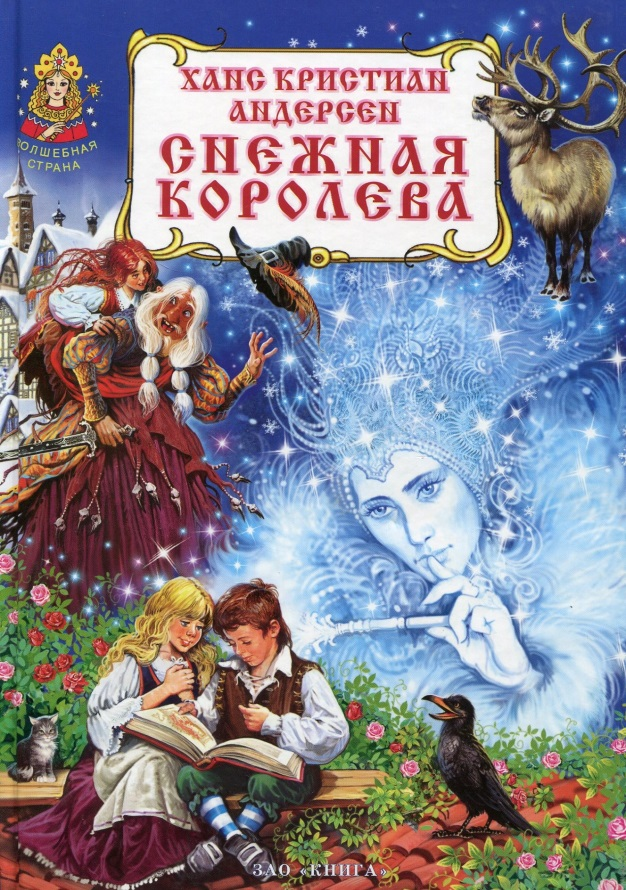 ХАНС КРИСТИАН
АНДЕРСЕН
СНЕЖНАЯ
КОРОЛЕВА
ВОЛШЕБНАЯ
СТРАНА
ЗАО «КНИГА»